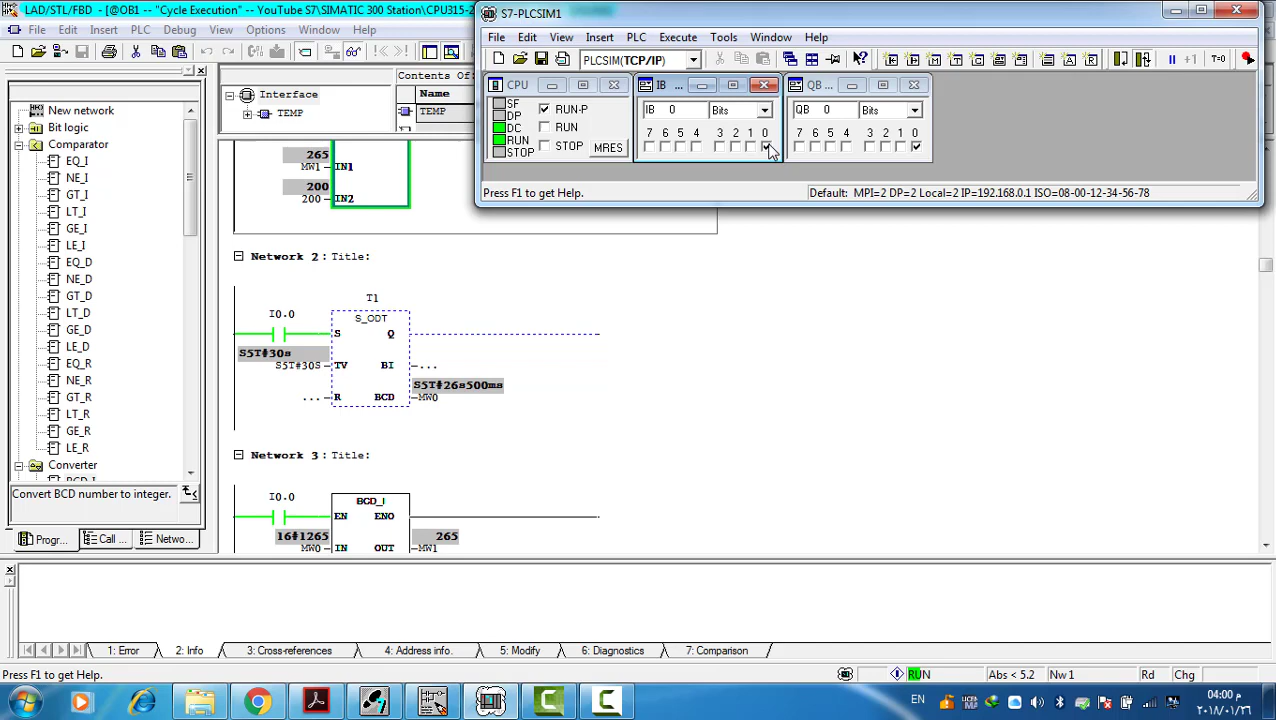 LAD/STL/FBD - [@OB1 -- "Cycle Execution" -- YouTube S7\SIMATIC 300 Station\CPU315-2
File Edit Insert PLC Debug View Options Window Help
S7-PLCSIM1
File Edit View Insert PLC Execute Tools Window Help
PLCSIM(TCP/IP)
CPU
SF
DP
DC
RUN
STOP
RUN-P
RUN
STOP
MRES
IB ...
IB 0 Bits
7 6 5 4 3 2 1 0
QB ...
QB 0 Bits
7 6 5 4 3 2 1 0
Press F1 to get Help.
Default: MPI=2 DP=2 Local=2 IP=192.168.0.1 ISO=08-00-12-34-56-78
New network
Bit logic
Comparator
EQ_I
NE_I
GT_I
LT_I
GE_I
LE_I
EQ_D
NE_D
GT_D
LT_D
GE_D
LE_D
EQ_R
NE_R
GT_R
LT_R
GE_R
LE_R
Converter
BCD_I
Convert BCD number to integer.
Progr... Call ... Netwo...
Contents Of:
Interface
TEMP
Name
TEMP
265
MW1 IN1
200
200 IN2
Network 2 : Title:
T1
I0.0 S_ODT
S Q
S5T#30s
S5T#30S TV BI ...
S5T#26s500ms
... R BCD MW0
Network 3 : Title:
I0.0 BCD_I
EN ENO
16#1265 265
MW0 IN OUT MW1
1: Error 2: Info 3: Cross-references 4: Address info. 5: Modify 6: Diagnostics 7: Comparison
Press F1 to get Help.
RUN Abs < 5.2 Nw 1 Rd Chg
EN
04:00 م
٢٠١٨/٠١/٢٦